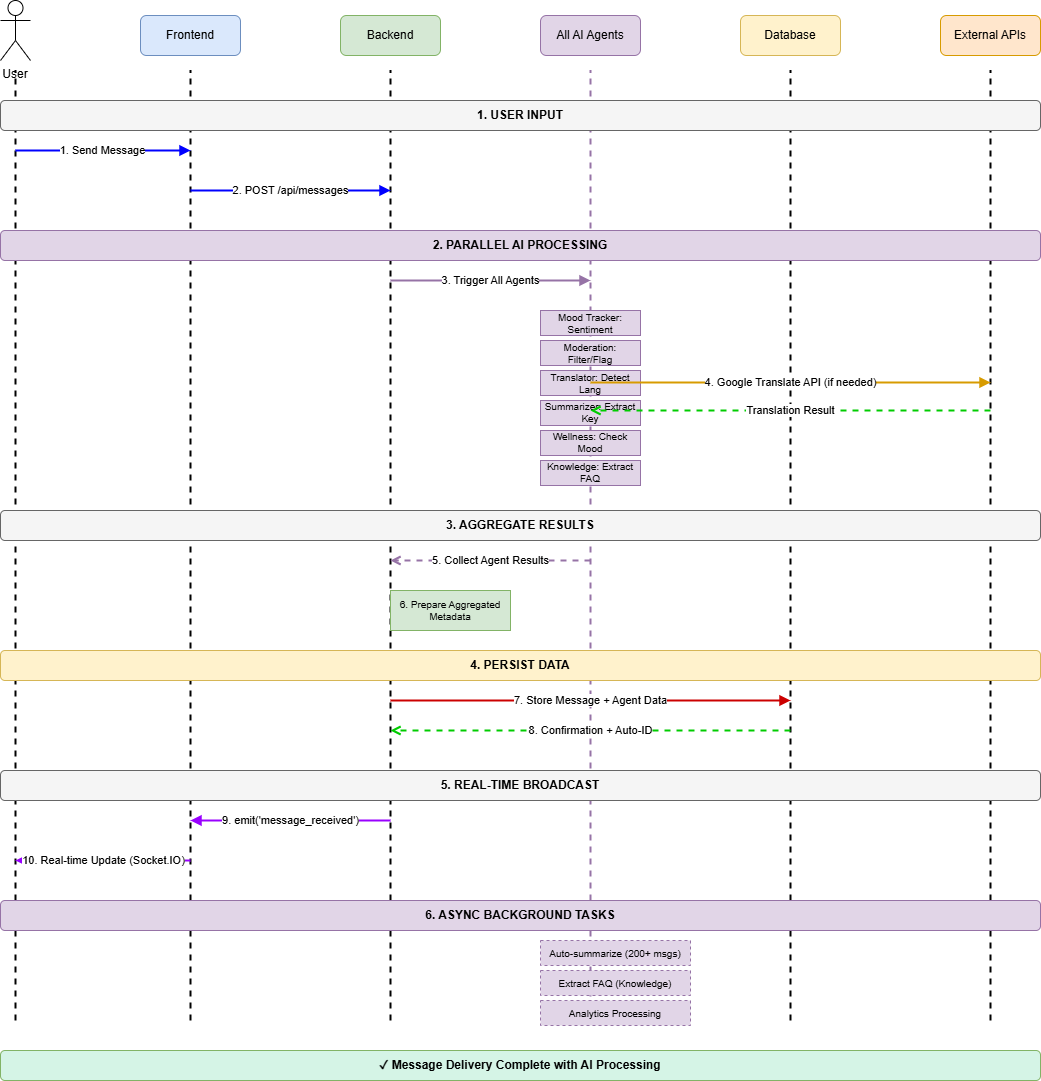 User
Frontend
Backend
All AI Agents
Database
External APIs
1. USER INPUT
1. Send Message
2. POST /api/messages
2. PARALLEL AI PROCESSING
3. Trigger All Agents
Mood Tracker:
Sentiment
Moderation:
Filter/Flag
Translator: Detect
Lang
4. Google Translate API (if needed)
Summarizer: Extract
Key
Translation Result
Wellness: Check
Mood
Knowledge: Extract
FAQ
3. AGGREGATE RESULTS
5. Collect Agent Results
6. Prepare Aggregated
Metadata
4. PERSIST DATA
7. Store Message + Agent Data
8. Confirmation + Auto-ID
5. REAL-TIME BROADCAST
9. emit('message_received')
10. Real-time Update (Socket.IO)
6. ASYNC BACKGROUND TASKS
Auto-summarize (200+ msgs)
Extract FAQ (Knowledge)
Analytics Processing
✓ Message Delivery Complete with AI Processing